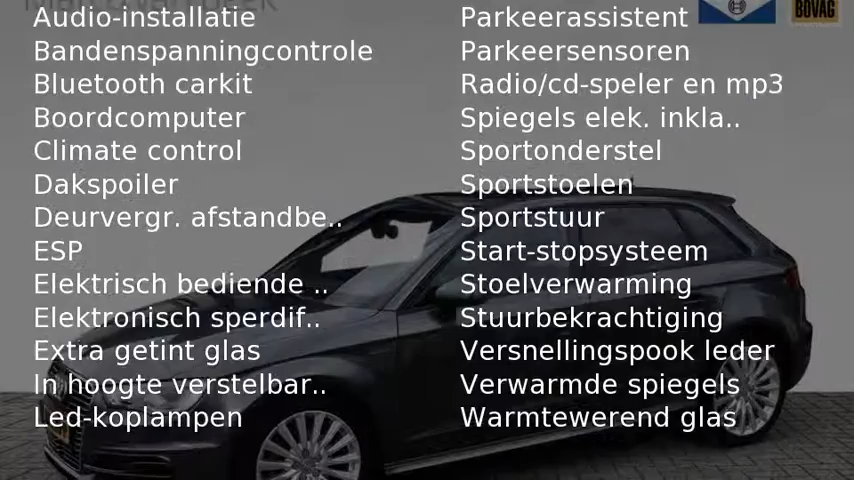 Audio-installatie
Bandenspanningcontrole
Bluetooth carkit
Boordcomputer
Climate control
Dakspoiler
Deurvergr. afstandbe..
ESP
Elektrisch bediende ..
Elektronisch sperdif..
Extra getint glas
In hoogte verstelbar..
Led-koplampen
Parkeerassistent
Parkeersensoren
Radio/cd-speler en mp3
Spiegels elek. inkla..
Sportonderstel
Sportstoelen
Sportstuur
Start-stopsysteem
Stoelverwarming
Stuurbekrachtiging
Versnellingspook leder
Verwarmde spiegels
Warmtewerend glas
BOVAG